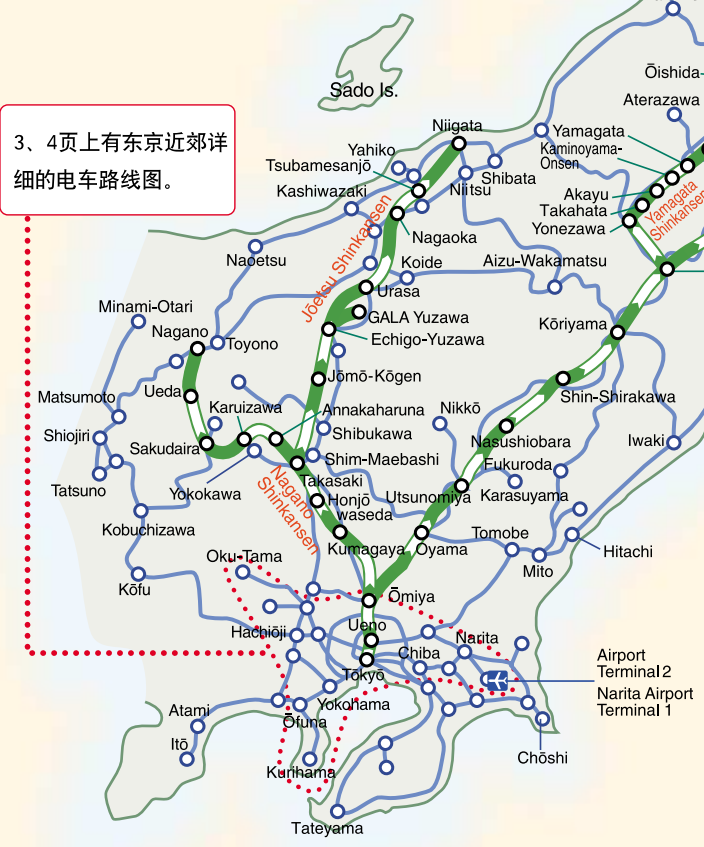 Sado Is.
Ōishida
Aterazawa
3、4页上有东京近郊详
细的电车路线图。
Niigata
Yamagata
Kaminoyama-
Onsen
Yahiko
Tsubamesanjō
Shibata
Niitsu
Kashiwazaki
Akayu
Takahata
Yonezawa
Yamagata
Shinkansen
Jōetsu Shinkansen
Nagaoka
Naoetsu
Koide
Aizu-Wakamatsu
Urasa
Minami-Otari
GALA Yuzawa
Kōriyama
Nagano
Toyono
Echigo-Yuzawa
Jōmō-Kōgen
Ueda
Matsumoto
Karuizawa
Annakaharuna
Nikkō
Shin-Shirakawa
Shiojiri
Shibukawa
Nasushiobara
Iwaki
Sakudaira
Shim-Maebashi
Fukuroda
Tatsuno
Yokokawa
Takasaki
Utsunomiya
Karasuyama
Nagano
Shinkansen
Honjō
waseda
Kobuchizawa
Kumagaya
Oyama
Tomobe
Hitachi
Oku-Tama
Mito
Kōfu
Ōmiya
Ueno
Hachiōji
Narita
Chiba
Airport
Terminal 2
Tōkyō
Narita Airport
Terminal 1
Yokohama
Atami
Ōfuna
Itō
Chōshi
Kurihama
Tateyama